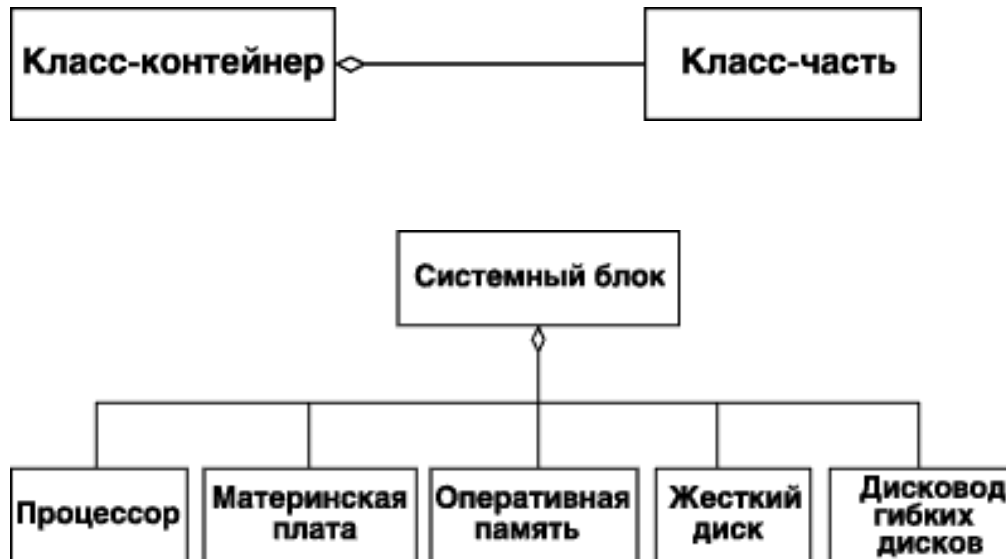 Класс-контейнер
Класс-часть
Системный блок
Процессор
Материнская
плата
Оперативная
память
Жесткий
диск
Дисковод
гибких
дисков